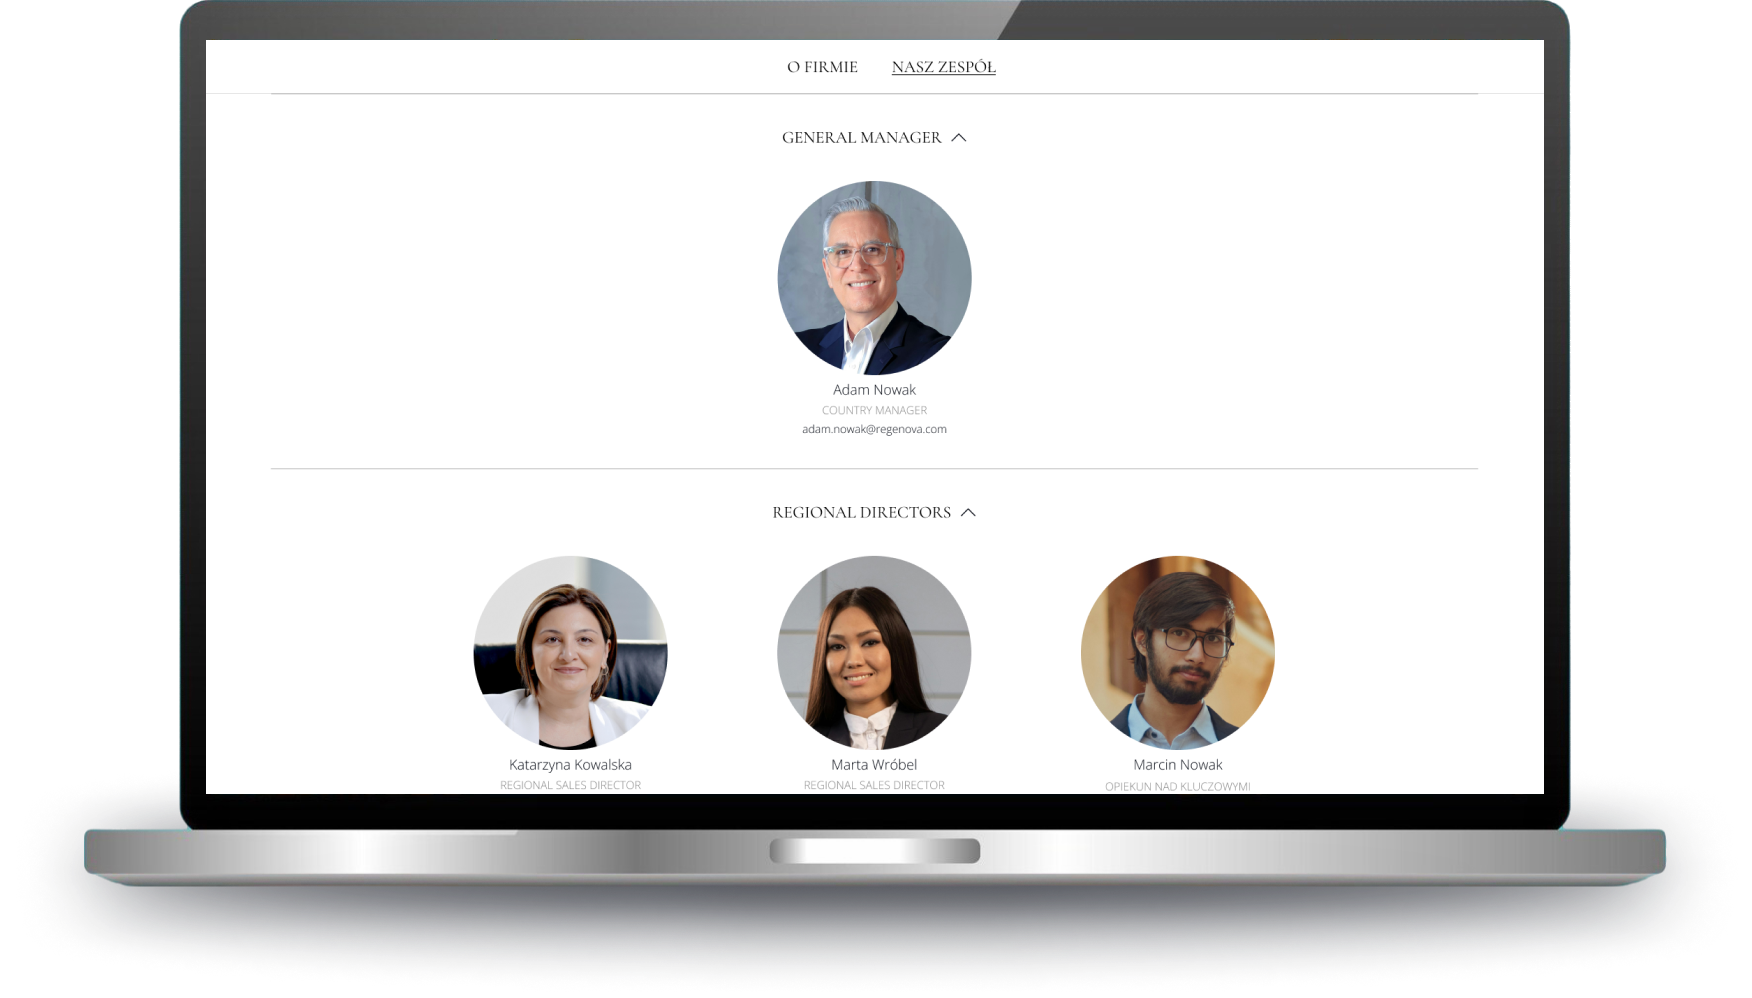 O FIRMIE NASZ ZESPÓŁ
GENERAL MANAGER
Adam Nowak
COUNTRY MANAGER
adam.nowak@regenova.com
REGIONAL DIRECTORS
Katarzyna Kowalska Marta Wróbel Marcin Nowak
REGIONAL SALES DIRECTOR REGIONAL SALES DIRECTOR OPIEKUN NAD KLUCZOWYMI